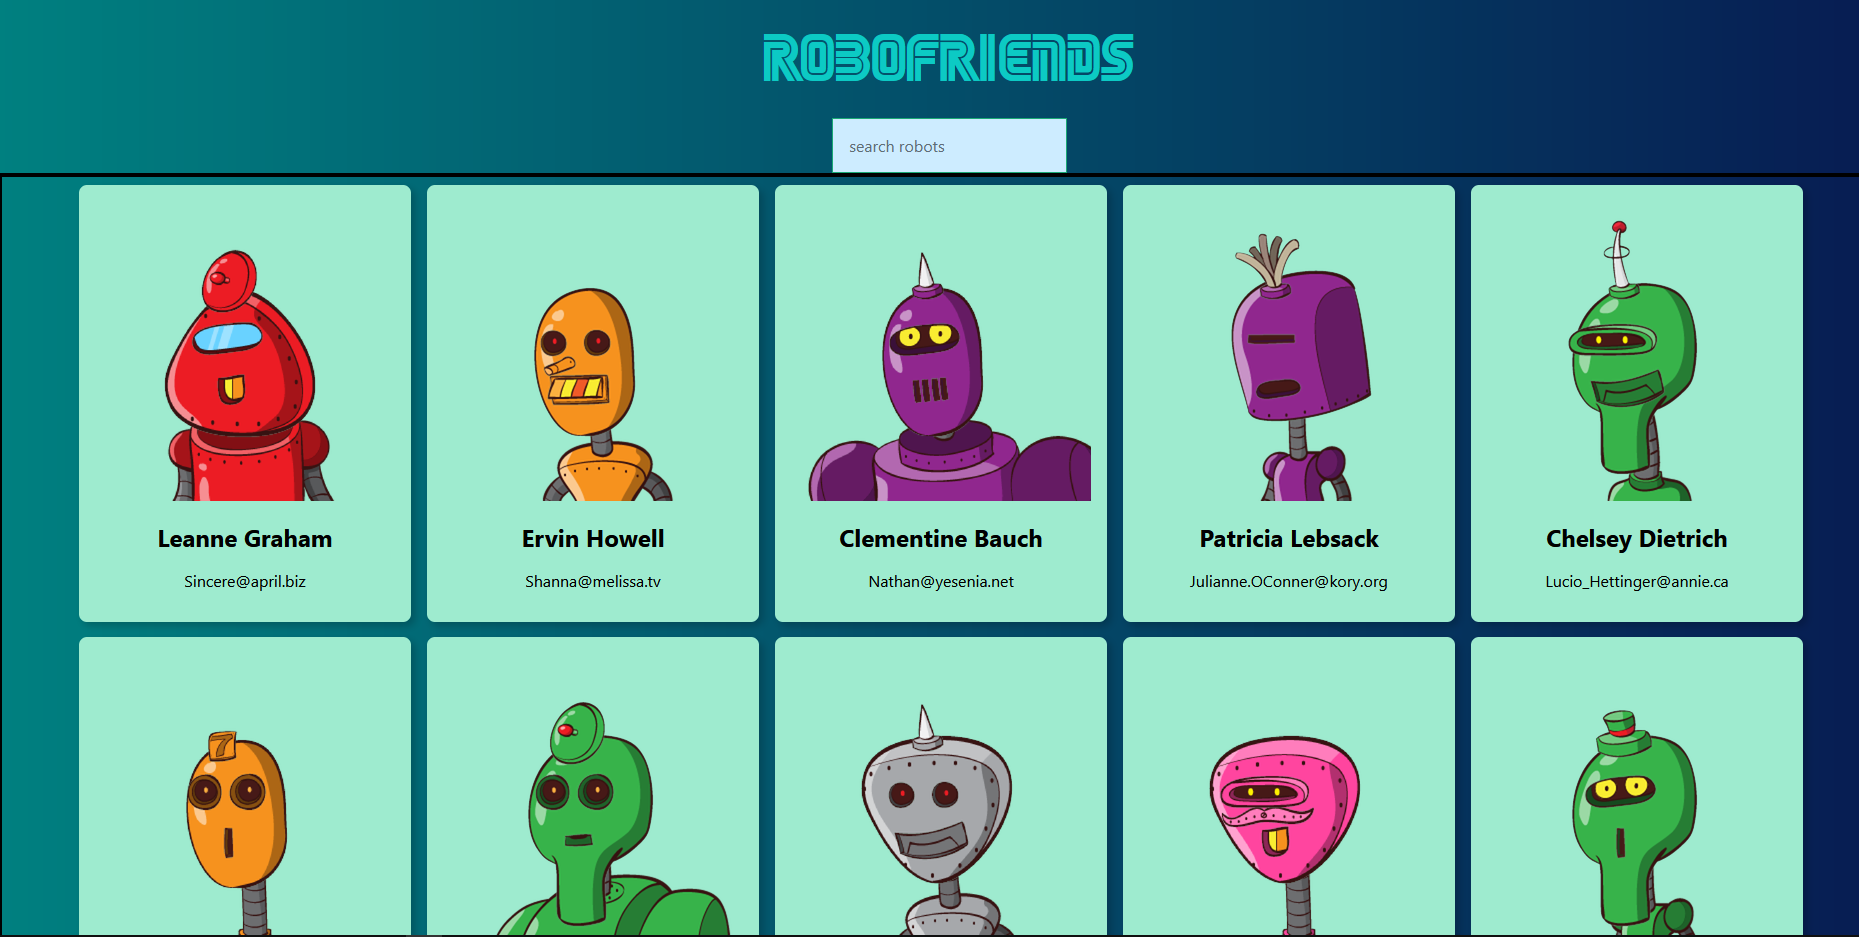 ROBOFRIENDS
search robots
Leanne Graham
Ervin Howell
Clementine Bauch
Patricia Lebsack
Chelsey Dietrich
Sincere@april.biz
Shanna@melissa.tv
Nathan@yesenia.net
Julianne.OConner@kory.org
Lucio_Hettinger@annie.ca
7